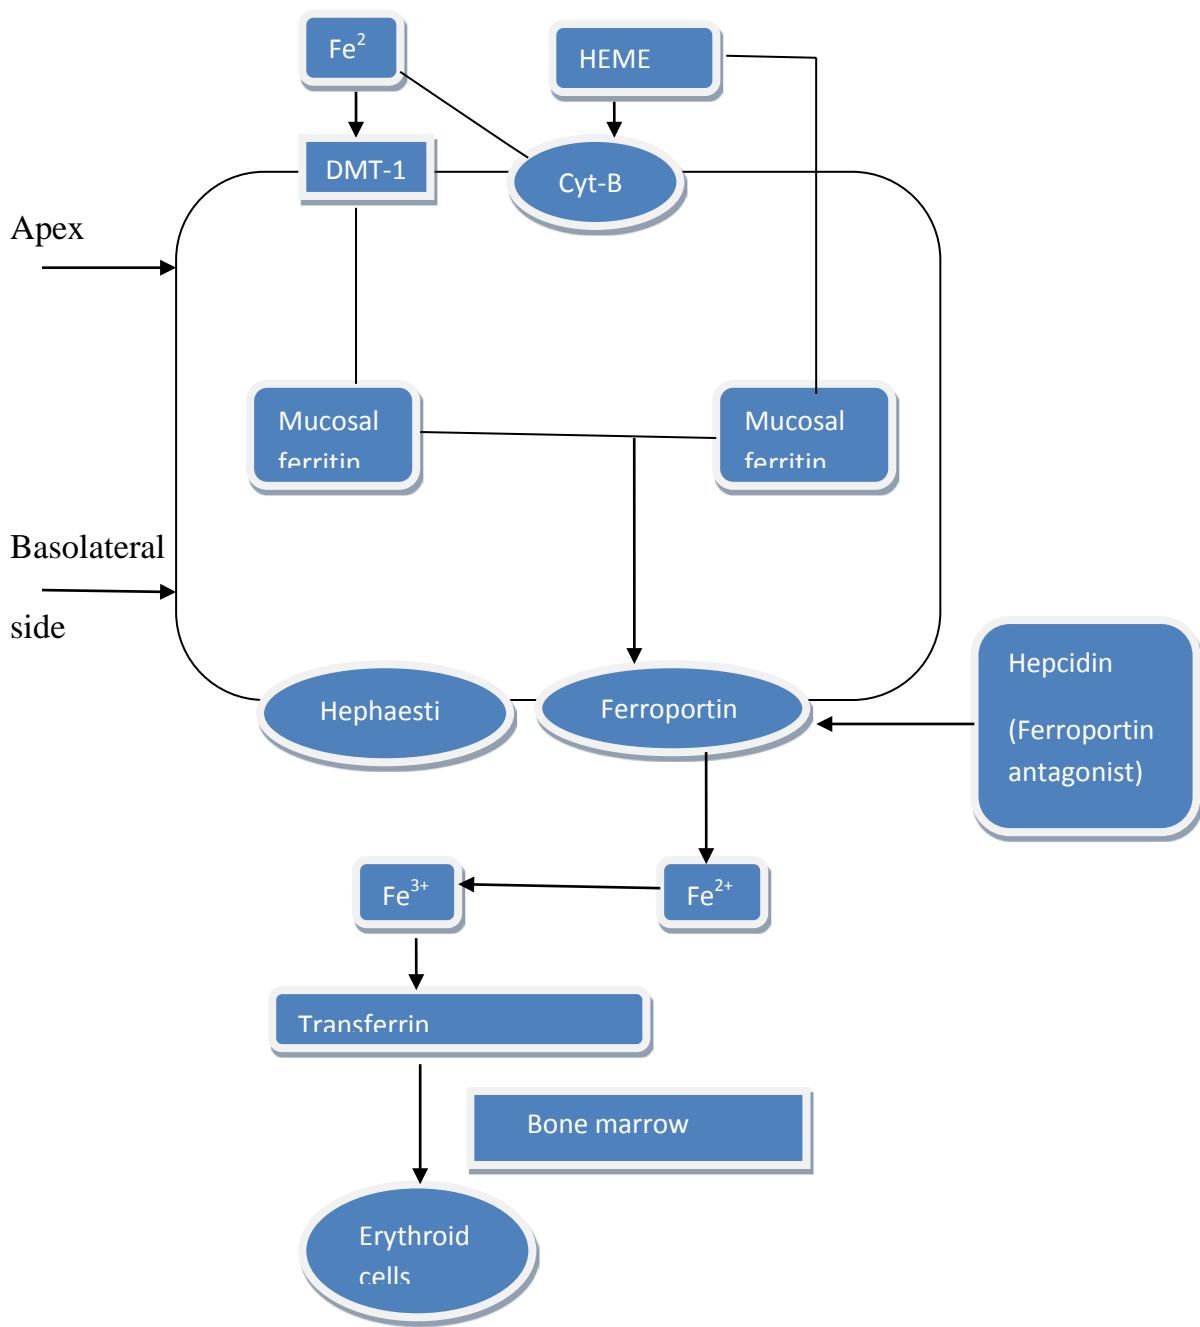 Fe²
HEME
DMT-1
Cyt-B
Apex
Mucosal
ferritin
Mucosal
ferritin
Basolateral
side
Hepcidin
(Ferroportin
antagonist)
Hephaesti
Ferroportin
Fe³⁺
Fe²⁺
Transferrin
Bone marrow
Erythroid
cells